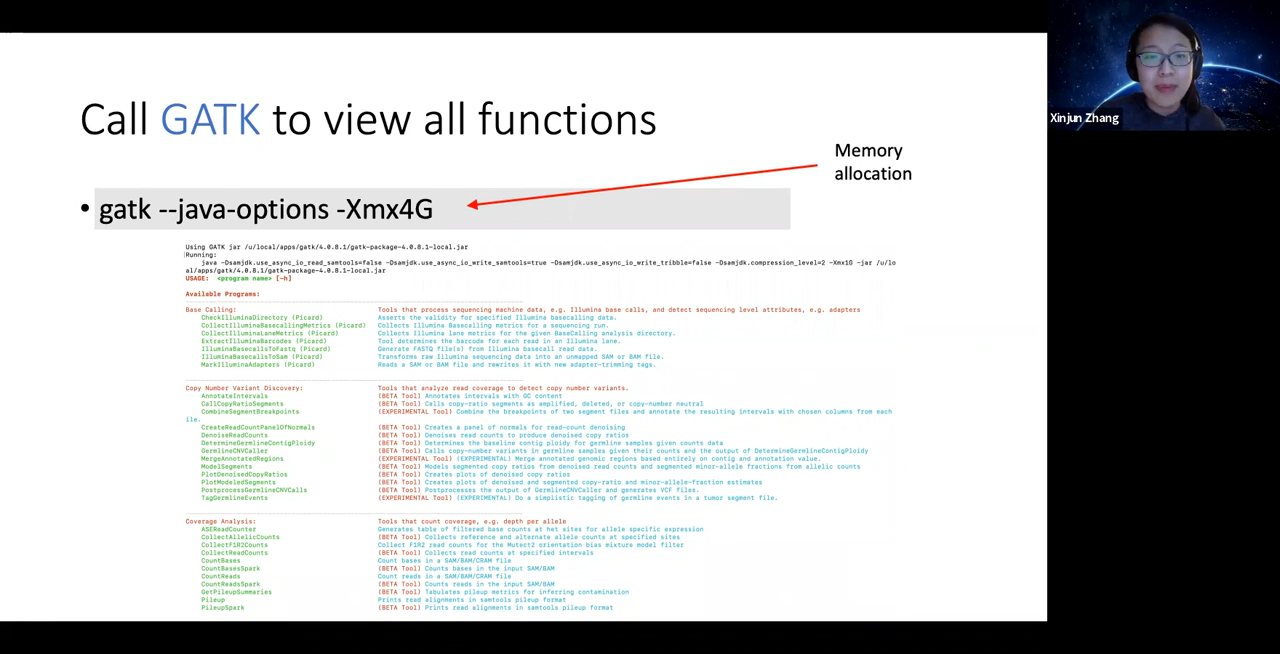 Call GATK to view all functions
Memory
allocation
• gatk --java-options -Xmx4G
Xinjun Zhang
Using GATK jar /u/local/apps/gatk/4.0.8.1/gatk-package-4.0.8.1-local.jar
Running:
java -Dsamjdk.use_async_io_read_samtools=false -Dsamjdk.use_async_io_write_samtools=true -Dsamjdk.use_async_io_write_tribble=false -Dsamjdk.compression_level=2 -Xmx1G -jar /u/lo
al/apps/gatk/4.0.8.1/gatk-package-4.0.8.1-local.jar
USAGE: <program name> [-h]
Available Programs:
Base Calling: Tools that process sequencing machine data, e.g. Illumina base calls, and detect sequencing level attributes, e.g. adapters
CheckIlluminaDirectory (Picard) Asserts the validity for specified Illumina basecalling data.
CollectIlluminaBasecallingMetrics (Picard) Collects Illumina Basecalling metrics for a sequencing run.
CollectIlluminaLaneMetrics (Picard) Collects Illumina lane metrics for the given BaseCalling analysis directory.
ExtractIlluminaBarcodes (Picard) Tool determines the barcode for each read in an Illumina lane.
IlluminaBasecallsToFastq (Picard) Generate FASTQ file(s) from Illumina basecall read data.
IlluminaBasecallsToSam (Picard) Transforms raw Illumina sequencing data into an unmapped SAM or BAM file.
MarkIlluminaAdapters (Picard) Reads a SAM or BAM file and rewrites it with new adapter-trimming tags.
Copy Number Variant Discovery: Tools that analyze read coverage to detect copy number variants.
AnnotateIntervals (BETA Tool) Annotates intervals with GC content
CallCopyRatioSegments (BETA Tool) Calls copy-ratio segments as amplified, deleted, or copy-number neutral
CombineSegmentBreakpoints (EXPERIMENTAL Tool) Combine the breakpoints of two segment files and annotate the resulting intervals with chosen columns from each
ile.
CreateReadCountPanelOfNormals (BETA Tool) Creates a panel of normals for read-count denoising
DenoiseReadCounts (BETA Tool) Denoises read counts to produce denoised copy ratios
DetermineGermlineContigPloidy (BETA Tool) Determines the baseline contig ploidy for germline samples given counts data
GermlineCNVCaller (BETA Tool) Calls copy-number variants in germline samples given their counts and the output of DetermineGermlineContigPloidy
MergeAnnotatedRegions (EXPERIMENTAL Tool) Merge annotated genomic regions based entirely on contig and annotation value.
ModelSegments (BETA Tool) Models segmented copy ratios from denoised read counts and segmented minor-allele fractions from allelic counts
PlotDenoisedCopyRatios (BETA Tool) Creates plots of denoised copy ratios
PlotModeledSegments (BETA Tool) Creates plots of denoised and segmented copy-ratio and minor-allele-fraction estimates
PostprocessGermlineCNVCalls (BETA Tool) Postprocesses the output of GermlineCNVCaller and generates VCF files.
TagGermlineEvents (EXPERIMENTAL Tool) (EXPERIMENTAL) Do a simplistic tagging of germline events in a tumor segment file.
Coverage Analysis: Tools that count coverage, e.g. depth per allele
ASEReadCounter Generates table of filtered base counts at het sites for allele specific expression
CollectAllelicCounts (BETA Tool) Collects reference and alternate allele counts at specified sites
CollectF1R2Counts Collect F1R2 read counts for the Mutect2 orientation bias mixture model filter
CollectReadCounts (BETA Tool) Collects read counts at specified intervals
CountBases Count bases in a SAM/BAM/CRAM file
CountBasesSpark (BETA Tool) Counts bases in the input SAM/BAM
CountReads Count reads in a SAM/BAM/CRAM file
CountReadsSpark (BETA Tool) Counts reads in the input SAM/BAM
GetPileupSummaries (BETA Tool) Tabulates pileup metrics for inferring contamination
Pileup Prints read alignments in samtools pileup format
PileupSpark (BETA Tool) Prints read alignments in samtools pileup format